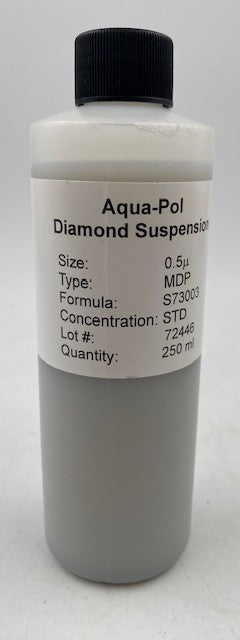 Aqua-Pol
Diamond Suspension
Size: 0.5µ
Type: MDP
Formula: S73003
Concentration: STD
Lot #: 72446
Quantity: 250 ml